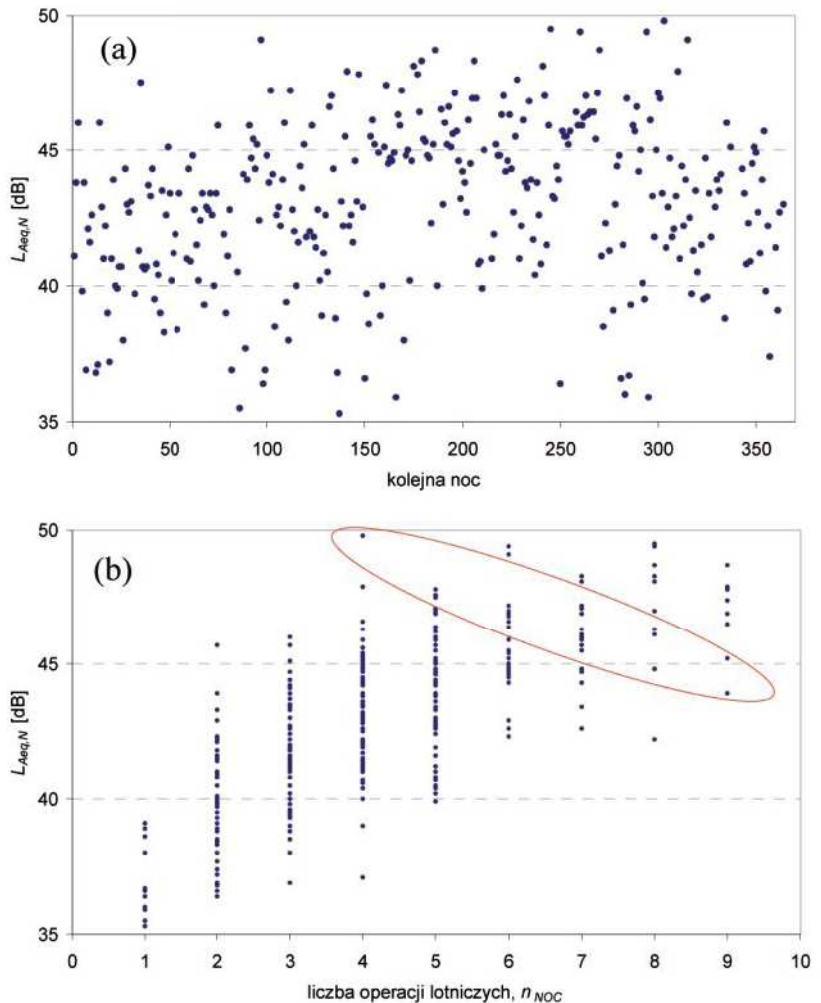 (a)
L_Aeq,N [dB]
50
45
40
35
0 50 100 150 200 250 300 350
kolejna noc
(b)
L_Aeq,N [dB]
50
45
40
35
0 1 2 3 4 5 6 7 8 9 10
liczba operacji lotniczych, n_NOC